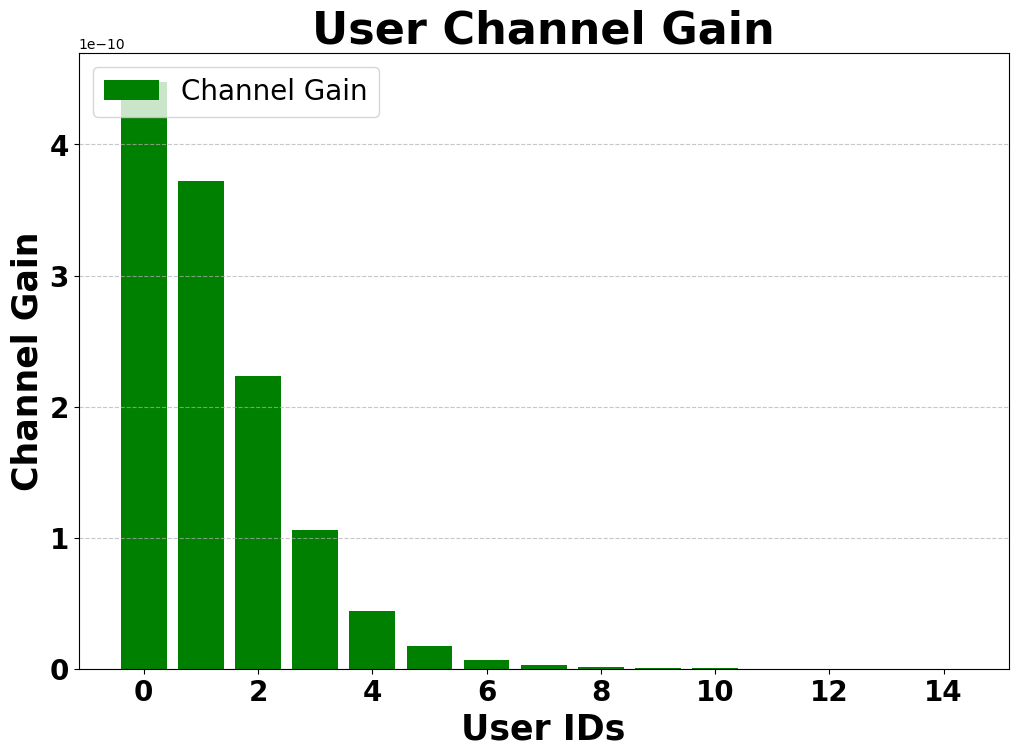 User Channel Gain
1e−10
Channel Gain
4
3
2
1
0
Channel Gain
0 2 4 6 8 10 12 14
User IDs